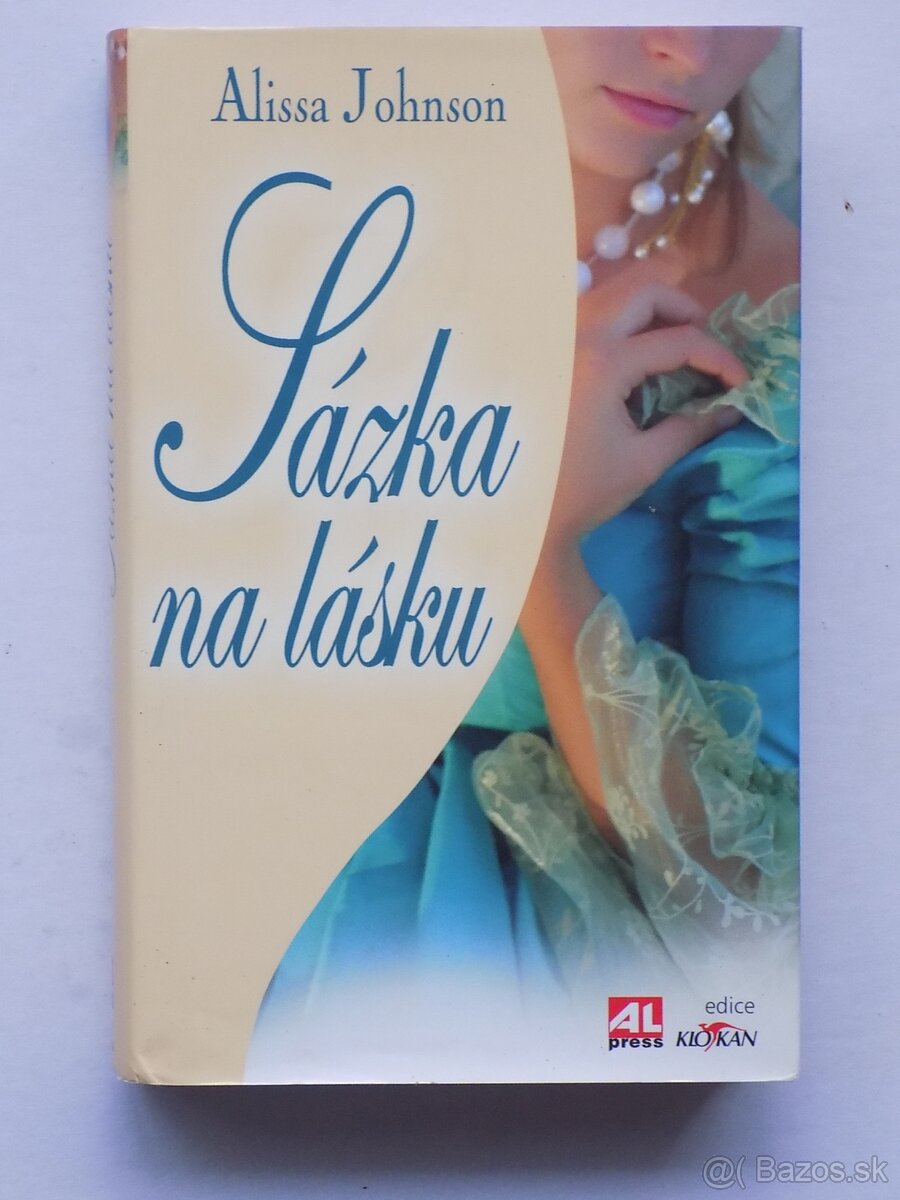 Alissa Johnson
Sázka
na lásku
AL
press
edice
KLOKAN
@( Bazos.sk